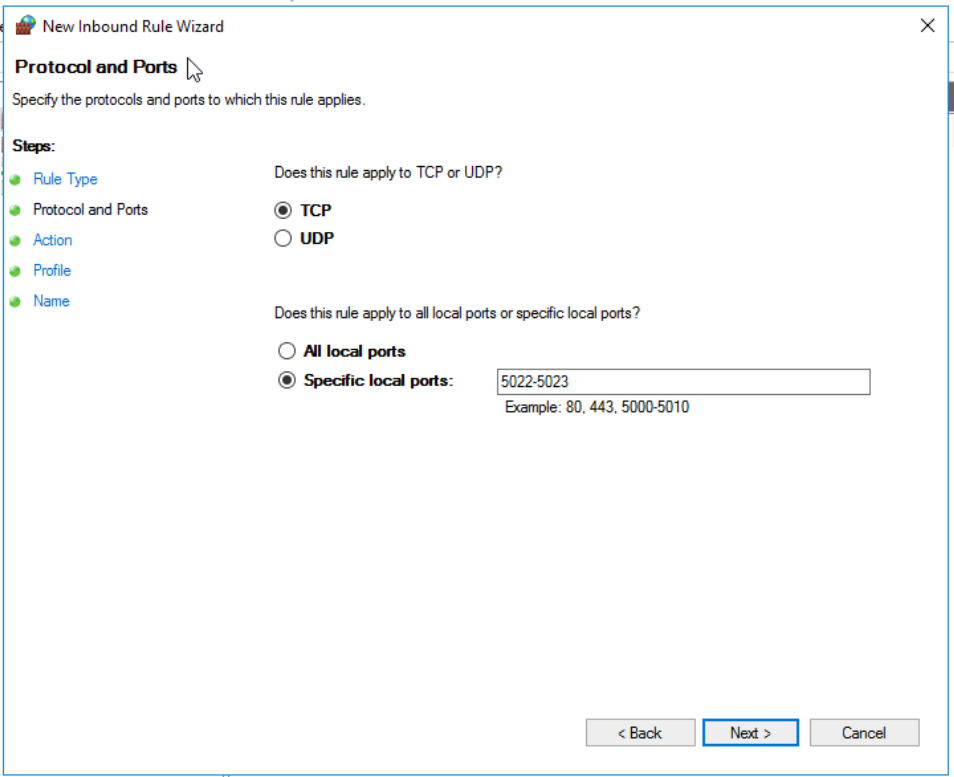 New Inbound Rule Wizard
Protocol and Ports
Specify the protocols and ports to which this rule applies.
Steps:
Rule Type
Protocol and Ports
Action
Profile
Name
Does this rule apply to TCP or UDP?
TCP
UDP
Does this rule apply to all local ports or specific local ports?
All local ports
Specific local ports: 5022-5023
Example: 80, 443, 5000-5010
< Back Next > Cancel